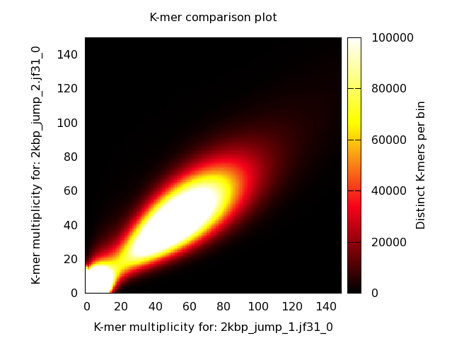 K-mer comparison plot
K-mer multiplicity for: 2kbp_jump_2.jf31_0
140
120
100
80
60
40
20
0
0 20 40 60 80 100 120 140
K-mer multiplicity for: 2kbp_jump_1.jf31_0
100000
80000
60000
40000
20000
0
Distinct K-mers per bin